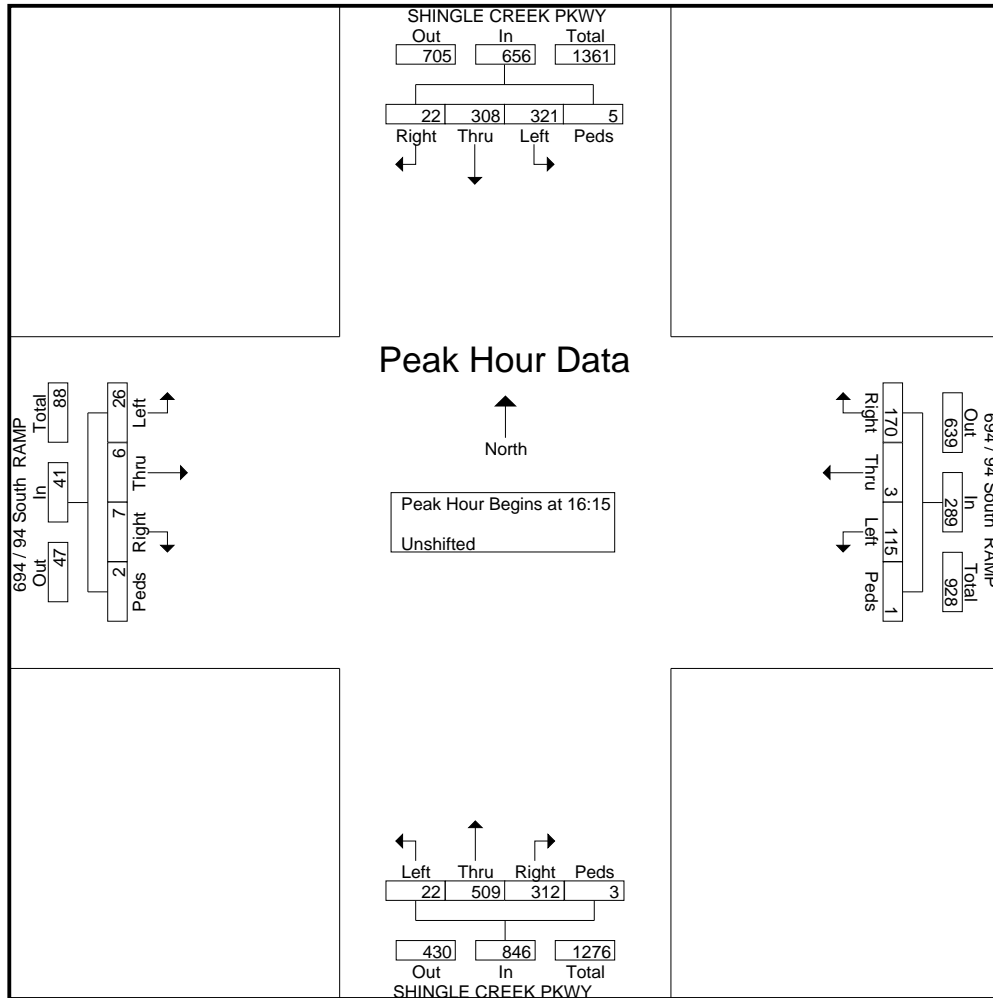 SHINGLE CREEK PKWY
Out In Total
705 656 1361
22 308 321 5
Right Thru Left Peds
Peak Hour Data
North
Peak Hour Begins at 16:15
Unshifted
694 / 94 South RAMP
Out In Total
47 41 88
Peds Right Thru Left
2 7 6 26
694 / 94 South RAMP
Out In Total
639 289 928
170 3 115 1
Right Thru Left Peds
Left Thru Right Peds
22 509 312 3
430 846 1276
Out In Total
SHINGLE CREEK PKWY